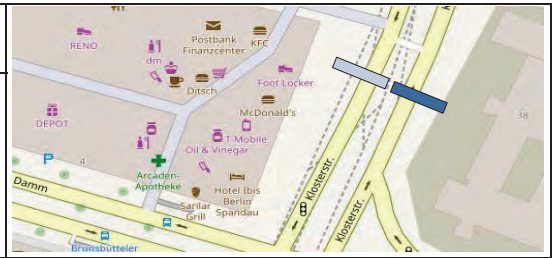 RENO
Postbank
Finanzcenter
KFC
dm
Ditsch
Foot Locker
McDonald's
DEPOT
T-Mobile
Oil & Vinegar
38
P
4
Arcaden-
Apotheke
Damm
Sarilar
Grill
Hotel Ibis
Berlin
Spandau
Klosterstr.
Klosterstr.
Brunsbütteler